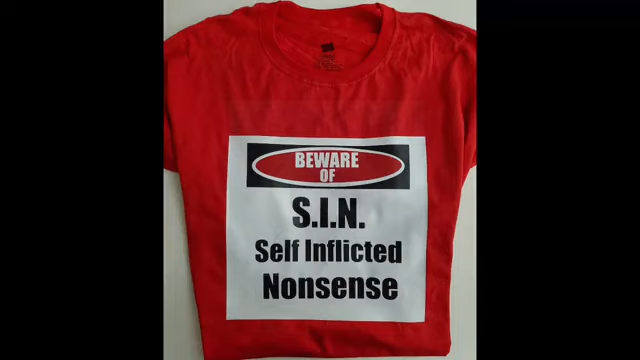 BEWARE
OF
S.I.N.
Self Inflicted
Nonsense